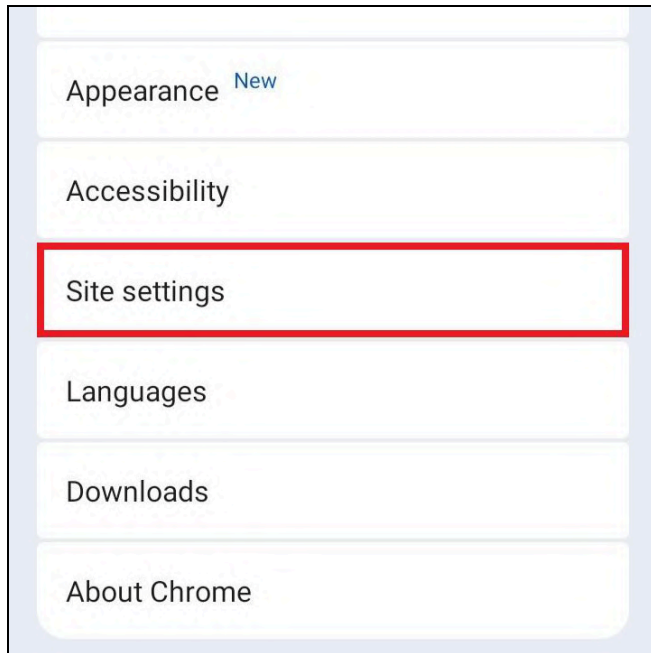 Appearance New
Accessibility
Site settings
Languages
Downloads
About Chrome